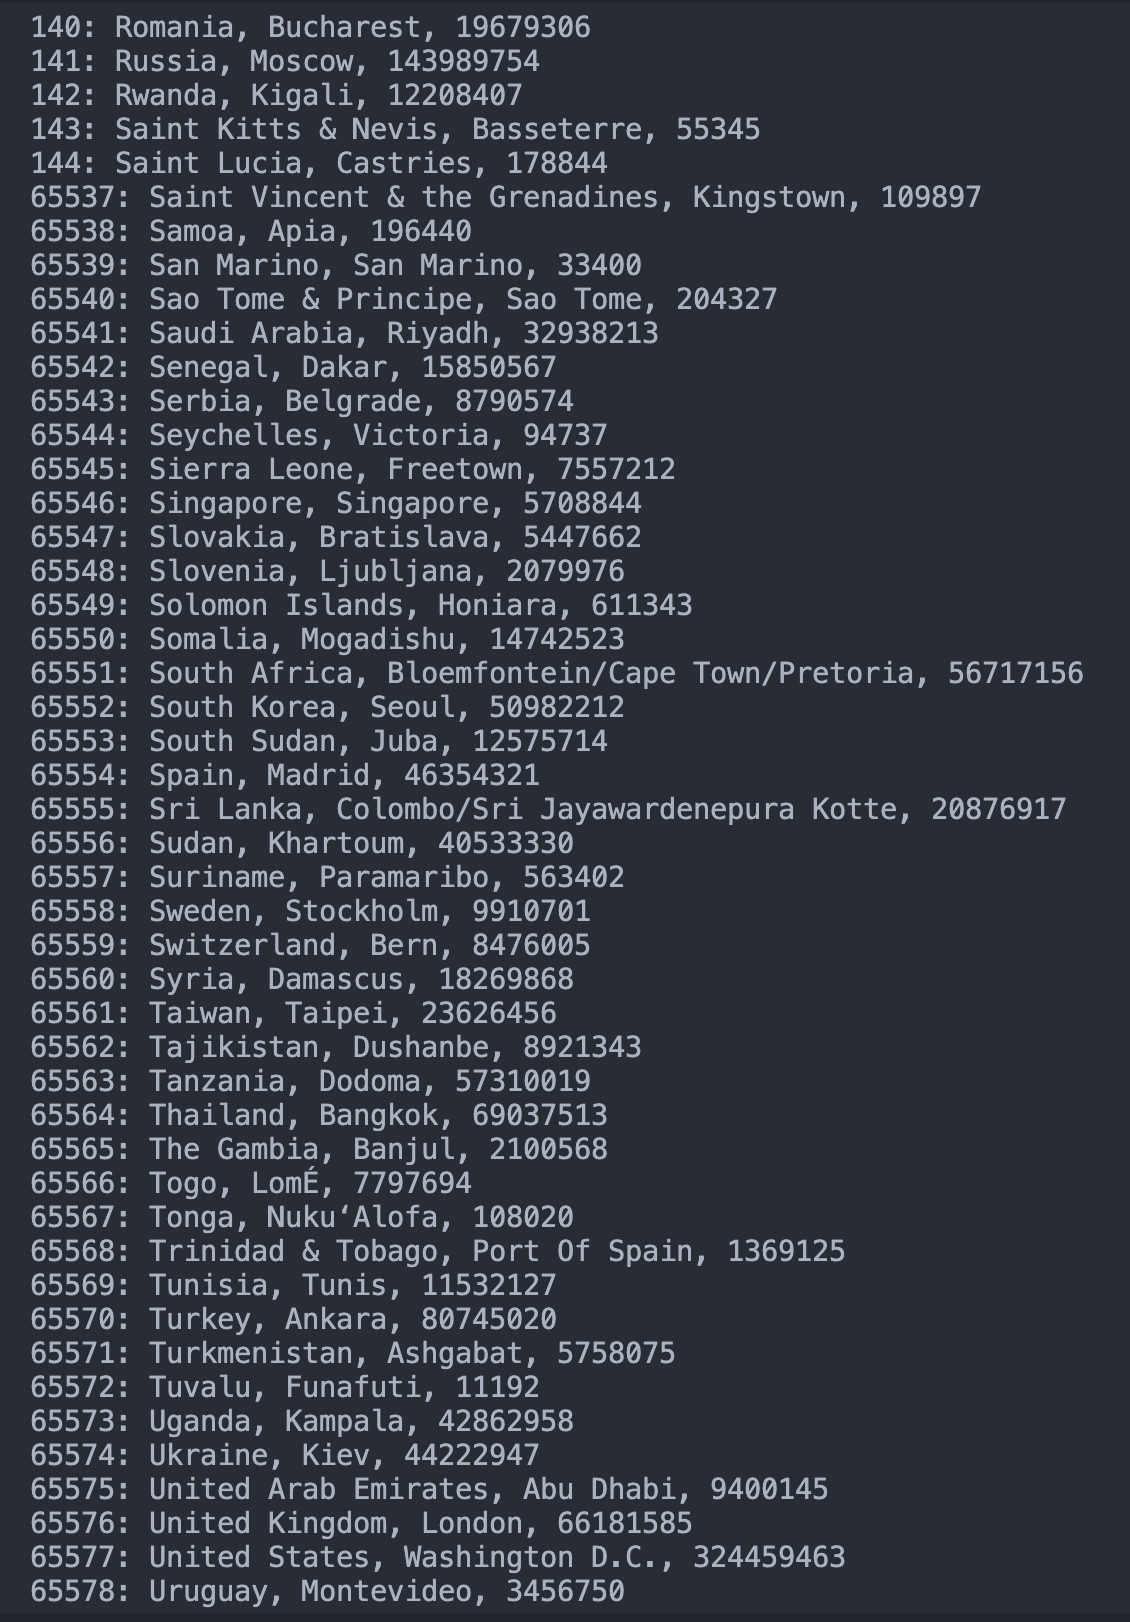 140: Romania, Bucharest, 19679306
141: Russia, Moscow, 143989754
142: Rwanda, Kigali, 12208407
143: Saint Kitts & Nevis, Basseterre, 55345
144: Saint Lucia, Castries, 178844
65537: Saint Vincent & the Grenadines, Kingstown, 109897
65538: Samoa, Apia, 196440
65539: San Marino, San Marino, 33400
65540: Sao Tome & Principe, Sao Tome, 204327
65541: Saudi Arabia, Riyadh, 32938213
65542: Senegal, Dakar, 15850567
65543: Serbia, Belgrade, 8790574
65544: Seychelles, Victoria, 94737
65545: Sierra Leone, Freetown, 7557212
65546: Singapore, Singapore, 5708844
65547: Slovakia, Bratislava, 5447662
65548: Slovenia, Ljubljana, 2079976
65549: Solomon Islands, Honiara, 611343
65550: Somalia, Mogadishu, 14742523
65551: South Africa, Bloemfontein/Cape Town/Pretoria, 56717156
65552: South Korea, Seoul, 50982212
65553: South Sudan, Juba, 12575714
65554: Spain, Madrid, 46354321
65555: Sri Lanka, Colombo/Sri Jayawardenepura Kotte, 20876917
65556: Sudan, Khartoum, 40533330
65557: Suriname, Paramaribo, 563402
65558: Sweden, Stockholm, 9910701
65559: Switzerland, Bern, 8476005
65560: Syria, Damascus, 18269868
65561: Taiwan, Taipei, 23626456
65562: Tajikistan, Dushanbe, 8921343
65563: Tanzania, Dodoma, 57310019
65564: Thailand, Bangkok, 69037513
65565: The Gambia, Banjul, 2100568
65566: Togo, LomÉ, 7797694
65567: Tonga, Nuku‘Alofa, 108020
65568: Trinidad & Tobago, Port Of Spain, 1369125
65569: Tunisia, Tunis, 11532127
65570: Turkey, Ankara, 80745020
65571: Turkmenistan, Ashgabat, 5758075
65572: Tuvalu, Funafuti, 11192
65573: Uganda, Kampala, 42862958
65574: Ukraine, Kiev, 44222947
65575: United Arab Emirates, Abu Dhabi, 9400145
65576: United Kingdom, London, 66181585
65577: United States, Washington D.C., 324459463
65578: Uruguay, Montevideo, 3456750